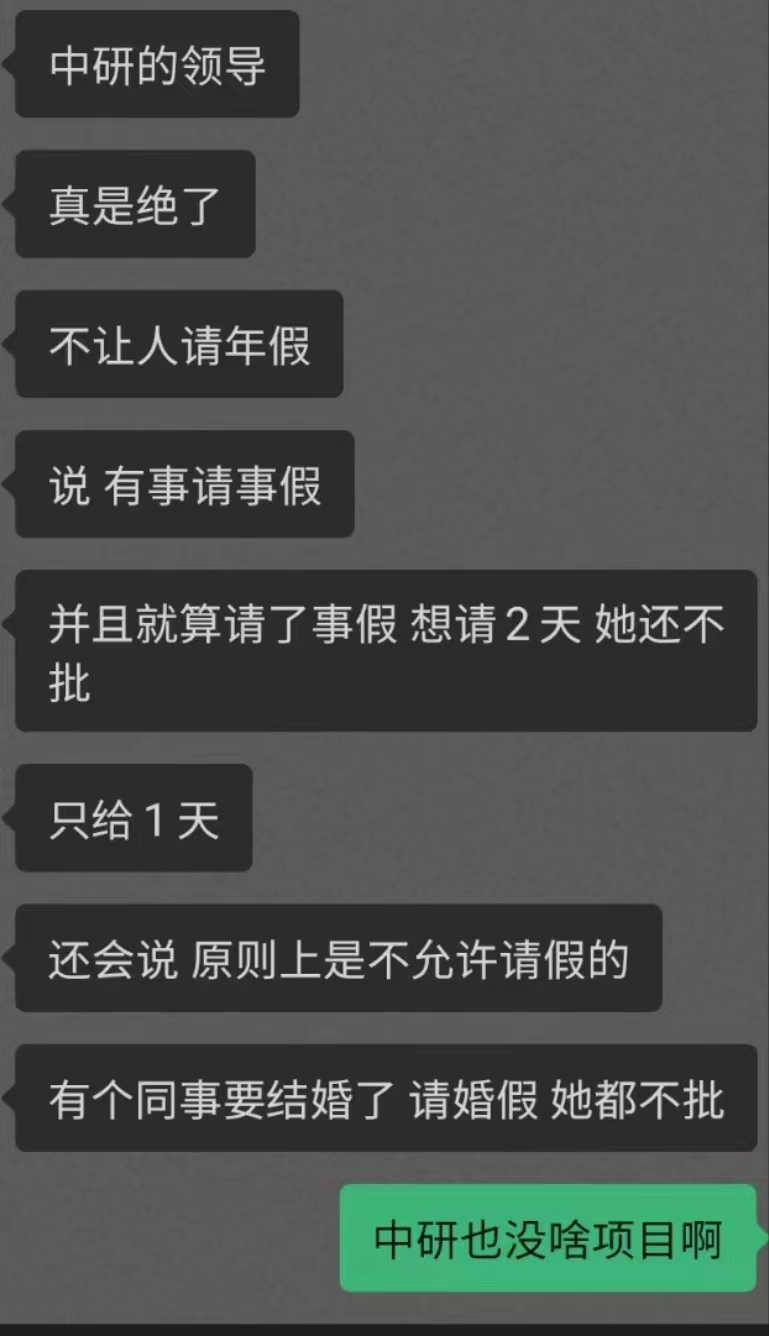 中研的领导
真是绝了
不让人请年假
说 有事请事假
并且就算请了事假 想请2天 她还不
批
只给1天
还会说 原则上是不允许请假的
有个同事要结婚了 请婚假 她都不批
中研也没啥项目啊